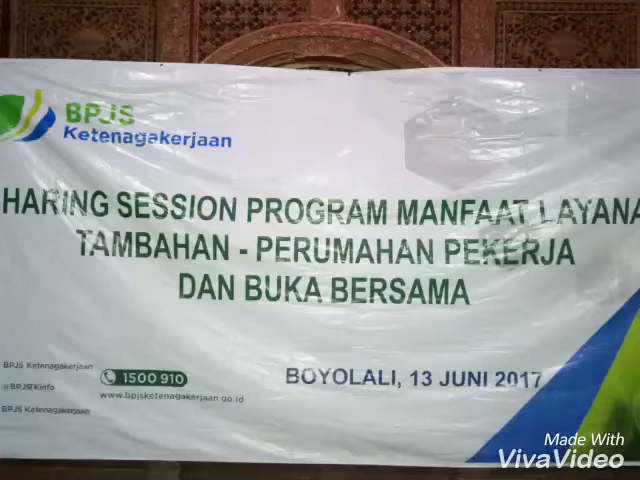 BPJS
Ketenagakerjaan
HARING SESSION PROGRAM MANFAAT LAYANA
TAMBAHAN - PERUMAHAN PEKERJA
DAN BUKA BERSAMA
BPJS Ketenagakerjaan
@BPJSTKinfo
BPJS Ketenagakerjaan
1500 910
www.bpjsketenagakerjaan.go.id
BOYOLALI, 13 JUNI 2017
Made With
VivaVideo